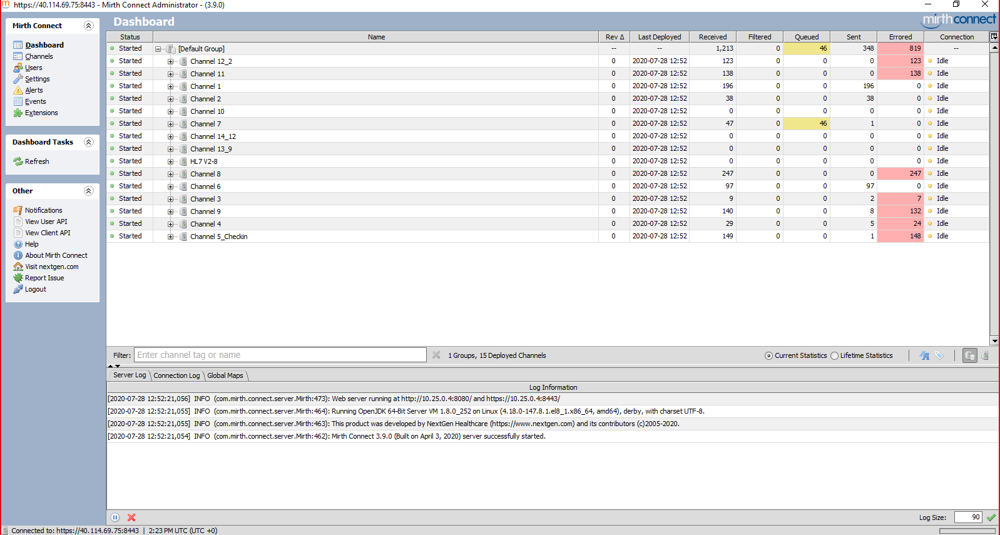 https://40.114.69.75:8443 - Mirth Connect Administrator - (3.9.0)
Mirth Connect
Dashboard
Channels
Users
Settings
Alerts
Events
Extensions
Dashboard Tasks
Refresh
Other
Notifications
View User API
View Client API
Help
About Mirth Connect
Visit nextgen.com
Report Issue
Logout
Dashboard
mirthconnect
Status Name Rev Δ Last Deployed Received Filtered Queued Sent Errored Connection
Started [Default Group] -- -- 1,213 0 46 348 819 --
Started Channel 12_2 0 2020-07-28 12:52 123 0 0 0 123 Idle
Started Channel 11 0 2020-07-28 12:52 138 0 0 0 138 Idle
Started Channel 1 0 2020-07-28 12:52 196 0 0 196 0 Idle
Started Channel 2 0 2020-07-28 12:52 38 0 0 38 0 Idle
Started Channel 10 0 2020-07-28 12:52 0 0 0 0 0 Idle
Started Channel 7 0 2020-07-28 12:52 47 0 46 1 0 Idle
Started Channel 14_12 0 2020-07-28 12:52 0 0 0 0 0 Idle
Started Channel 13_9 0 2020-07-28 12:52 0 0 0 0 0 Idle
Started HL7 V2-8 0 2020-07-28 12:52 0 0 0 0 0 Idle
Started Channel 8 0 2020-07-28 12:52 247 0 0 0 247 Idle
Started Channel 6 0 2020-07-28 12:52 97 0 0 97 0 Idle
Started Channel 3 0 2020-07-28 12:52 9 0 0 2 7 Idle
Started Channel 9 0 2020-07-28 12:52 140 0 0 8 132 Idle
Started Channel 4 0 2020-07-28 12:52 29 0 0 5 24 Idle
Started Channel 5_Checkin 0 2020-07-28 12:52 149 0 0 1 148 Idle
Filter: Enter channel tag or name 1 Groups, 15 Deployed Channels Current Statistics Lifetime Statistics
Server Log Connection Log Global Maps
Log Information
[2020-07-28 12:52:21,056] INFO (com.mirth.connect.server.Mirth:473): Web server running at http://10.25.0.4:8080/ and https://10.25.0.4:8443/
[2020-07-28 12:52:21,055] INFO (com.mirth.connect.server.Mirth:464): Running OpenJDK 64-Bit Server VM 1.8.0_252 on Linux (4.18.0-147.8.1.el8_1.x86_64, amd64), derby, with charset UTF-8.
[2020-07-28 12:52:21,055] INFO (com.mirth.connect.server.Mirth:463): This product was developed by NextGen Healthcare (https://www.nextgen.com) and its contributors (c)2005-2020.
[2020-07-28 12:52:21,054] INFO (com.mirth.connect.server.Mirth:462): Mirth Connect 3.9.0 (Built on April 3, 2020) server successfully started.
Log Size: 90
Connected to: https://40.114.69.75:8443 | 2:23 PM UTC (UTC +0)